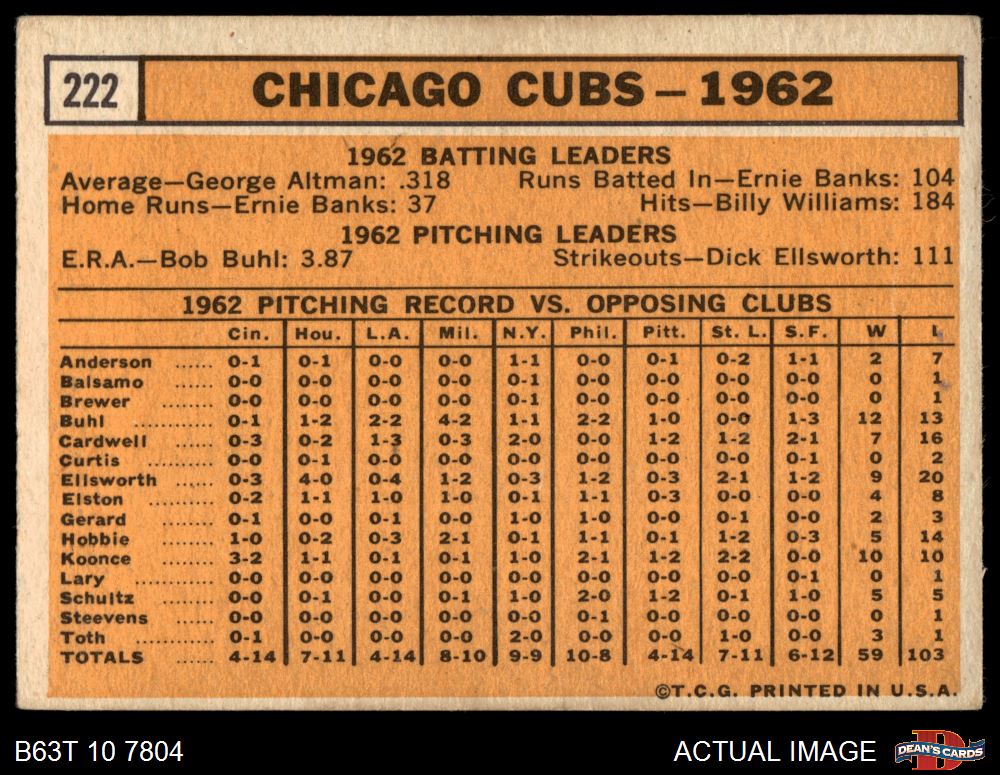 222 CHICAGO CUBS – 1962
1962 BATTING LEADERS
Average—George Altman: .318 Runs Batted In—Ernie Banks: 104
Home Runs—Ernie Banks: 37 Hits—Billy Williams: 184
1962 PITCHING LEADERS
E.R.A.—Bob Buhl: 3.87 Strikeouts—Dick Ellsworth: 111
1962 PITCHING RECORD VS. OPPOSING CLUBS
Cin. Hou. L.A. Mil. N.Y. Phil. Pitt. St. L. S.F. W L
Anderson ...... 0-1 0-1 0-0 0-0 1-1 0-0 0-1 0-2 1-1 2 7
Balsamo ...... 0-0 0-0 0-0 0-0 0-1 0-0 0-0 0-0 0-0 0 1
Brewer ........ 0-0 0-0 0-0 0-0 0-1 0-0 0-0 0-0 0-0 0 1
Buhl ............ 0-1 1-2 2-2 4-2 1-1 2-2 1-0 0-0 1-3 12 13
Cardwell ...... 0-3 0-2 1-3 0-3 2-0 0-0 1-2 1-2 2-1 7 16
Curtis .......... 0-0 0-1 0-0 0-0 0-0 0-0 0-0 0-0 0-1 0 2
Ellsworth ...... 0-3 4-0 0-4 1-2 0-3 1-2 0-3 2-1 1-2 9 20
Elston .......... 0-2 1-1 1-0 1-0 0-1 1-1 0-3 0-0 0-0 4 8
Gerard ........ 0-1 0-0 0-1 0-0 1-0 1-0 0-0 0-1 0-0 2 3
Hobbie ........ 1-0 0-2 0-3 2-1 0-1 1-1 0-1 1-2 0-3 5 14
Koonce ........ 3-2 1-1 0-1 0-1 1-0 2-1 1-2 2-2 0-0 10 10
Lary ............ 0-0 0-0 0-0 0-0 0-0 0-0 0-0 0-0 0-1 0 1
Schultz ........ 0-0 0-1 0-0 0-1 1-0 2-0 1-2 0-1 1-0 5 5
Steevens ...... 0-0 0-0 0-0 0-0 0-0 0-1 0-0 0-0 0-0 0 1
Toth ............ 0-1 0-0 0-0 0-0 2-0 0-0 0-0 1-0 0-0 3 1
TOTALS ...... 4-14 7-11 4-14 8-10 9-9 10-8 4-14 7-11 6-12 59 103
©T.C.G. PRINTED IN U.S.A.
B63T 10 7804 ACTUAL IMAGE DEAN'S CARDS